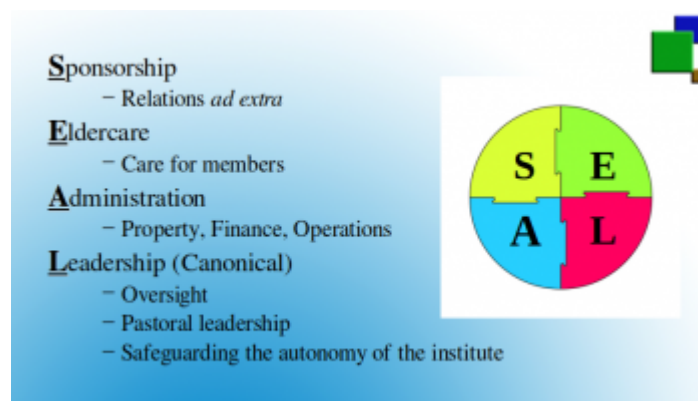 Sponsorship
– Relations ad extra
Eldercare
– Care for members
Administration
– Property, Finance, Operations
Leadership (Canonical)
– Oversight
– Pastoral leadership
– Safeguarding the autonomy of the institute
S E
A L